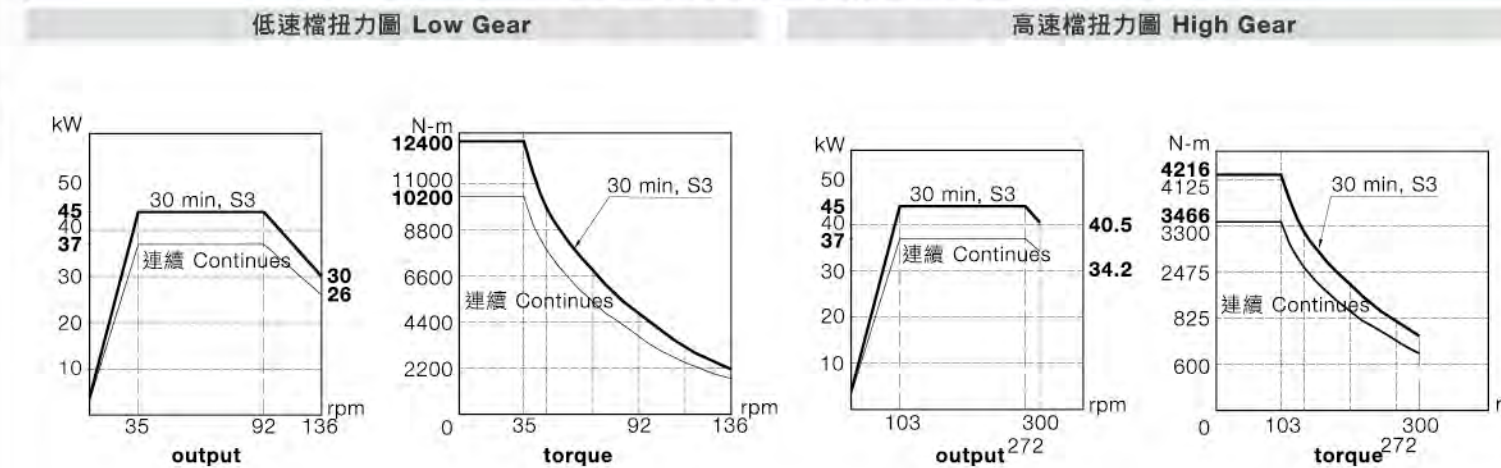 低速檔扭力圖 Low Gear
高速檔扭力圖 High Gear
kW
50
45
40
37
30
20
10
30 min, S3
連續 Continues
30
26
rpm
35
92
136
output
N-m
12400
11000
10200
8800
6600
4400
2200
0
30 min, S3
連續 Continues
35
92
136
torque
kW
50
45
40
37
30
20
10
30 min, S3
連續 Continues
40.5
34.2
rpm
103
300
output 272
N-m
4216
4125
3466
3300
2475
825
600
0
30 min, S3
連續 Continues
103
300
torque 272